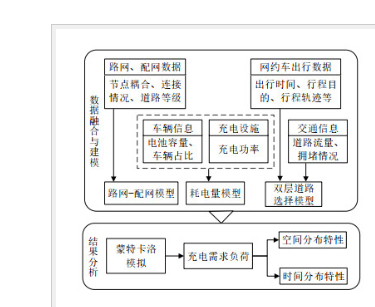 路网、配网数据
节点耦合、连接
情况、道路等级
网约车出行数据
出行时间、行程目
的、行程轨迹等
数据融合与建模
车辆信息
电池容量、
车辆占比
充电设施
充电功率
交通信息
道路流量、
拥堵情况
路网-配网模型
耗电量模型
双层道路
选择模型
结果分析
蒙特卡洛
模拟
充电需求负荷
空间分布特性
时间分布特性